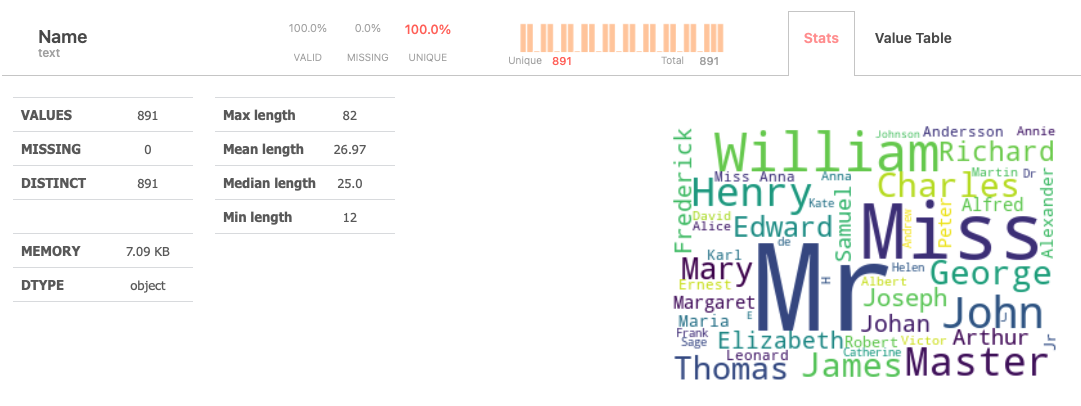 Name
text
100.0% 0.0% 100.0%
VALID MISSING UNIQUE
Unique 891 Total 891
Stats Value Table
VALUES 891
MISSING 0
DISTINCT 891
MEMORY 7.09 KB
DTYPE object
Max length 82
Mean length 26.97
Median length 25.0
Min length 12
Frederick
William
Johnson
Andersson
Annie
Richard
Miss Anna
Anna
Martin
Dr
Henry
Charles
Kate
Samuel
Alfred
Alexander
David
Alice
Edward
Miss
Andrew
Peter
de
Karl
Mary
Mr
H
Helen
George
Ernest
Albert
Margaret
Joseph
John
J
Maria
E
Johan
Frank
Sage
Elizabeth
Robert
Victor
Arthur
Jr
Leonard
Catherine
Thomas
James
Master